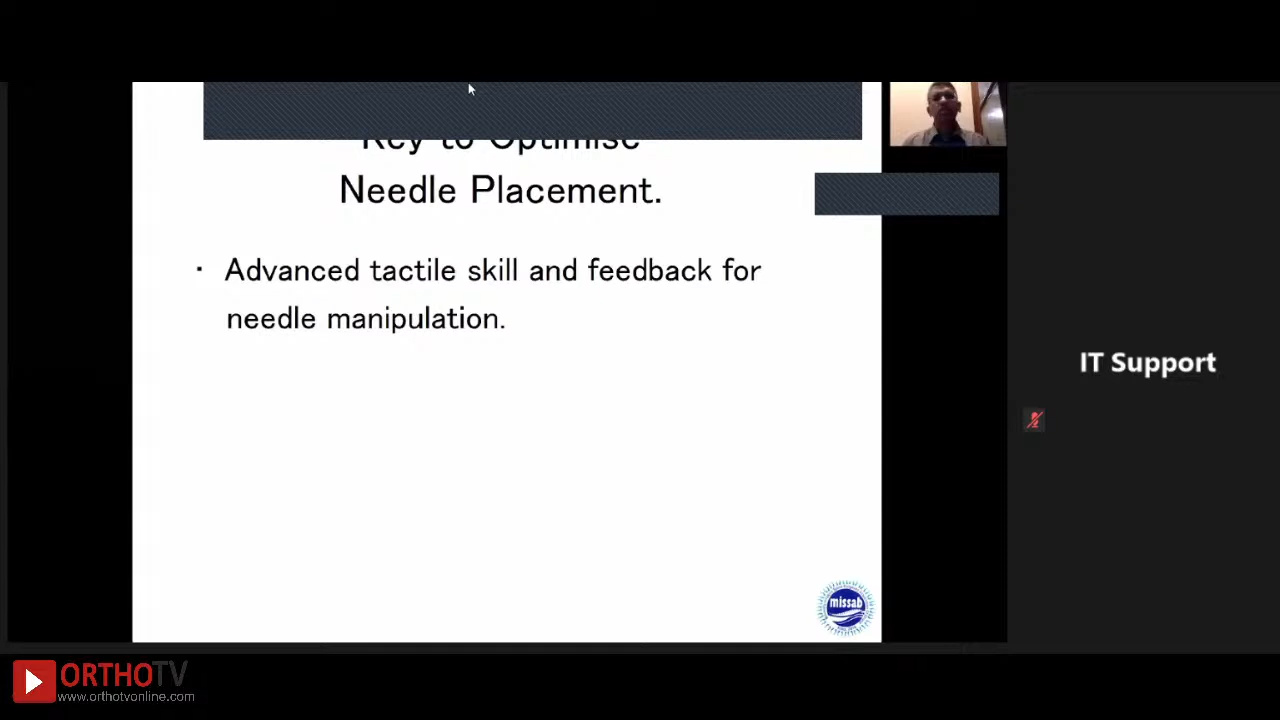 Key to Optimise
Needle Placement.
· Advanced tactile skill and feedback for
needle manipulation.
IT Support
missab
ORTHOTV
www.orthotvonline.com